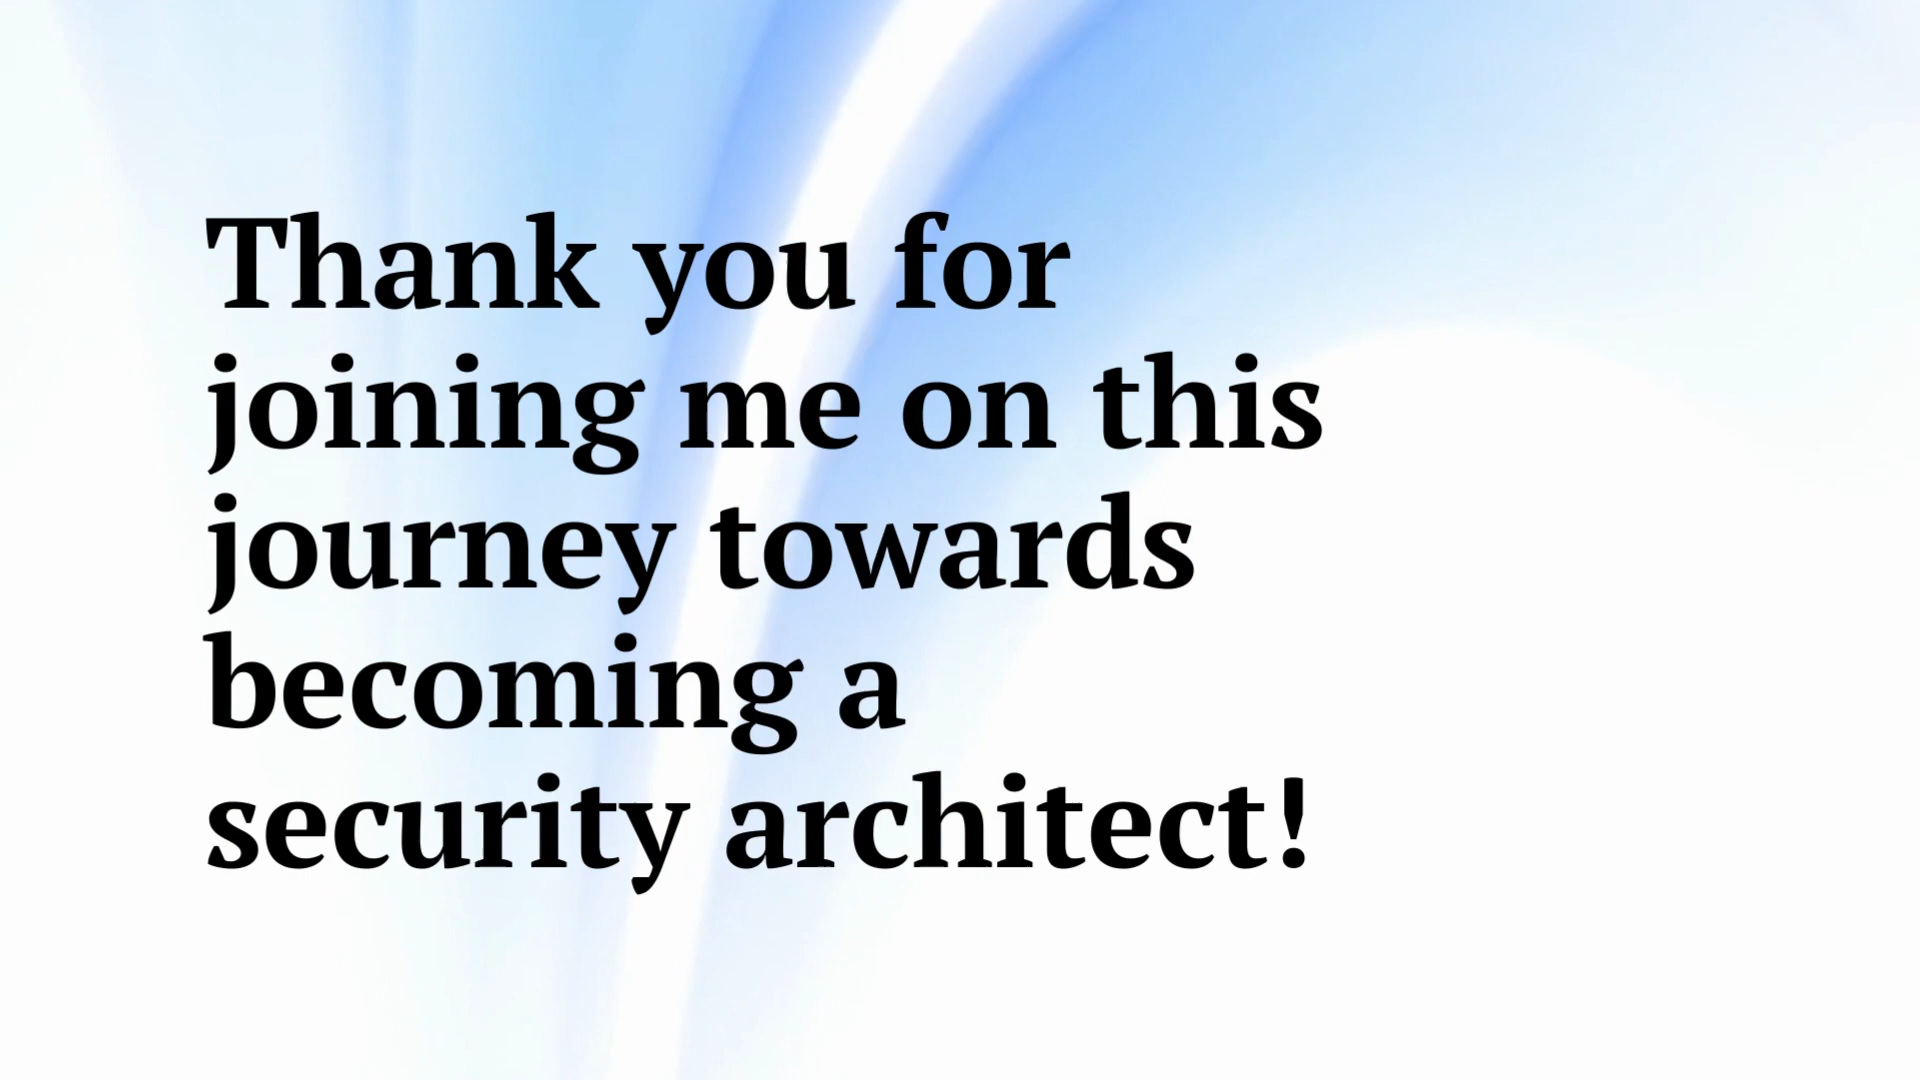 Thank you for
joining me on this
journey towards
becoming a
security architect!